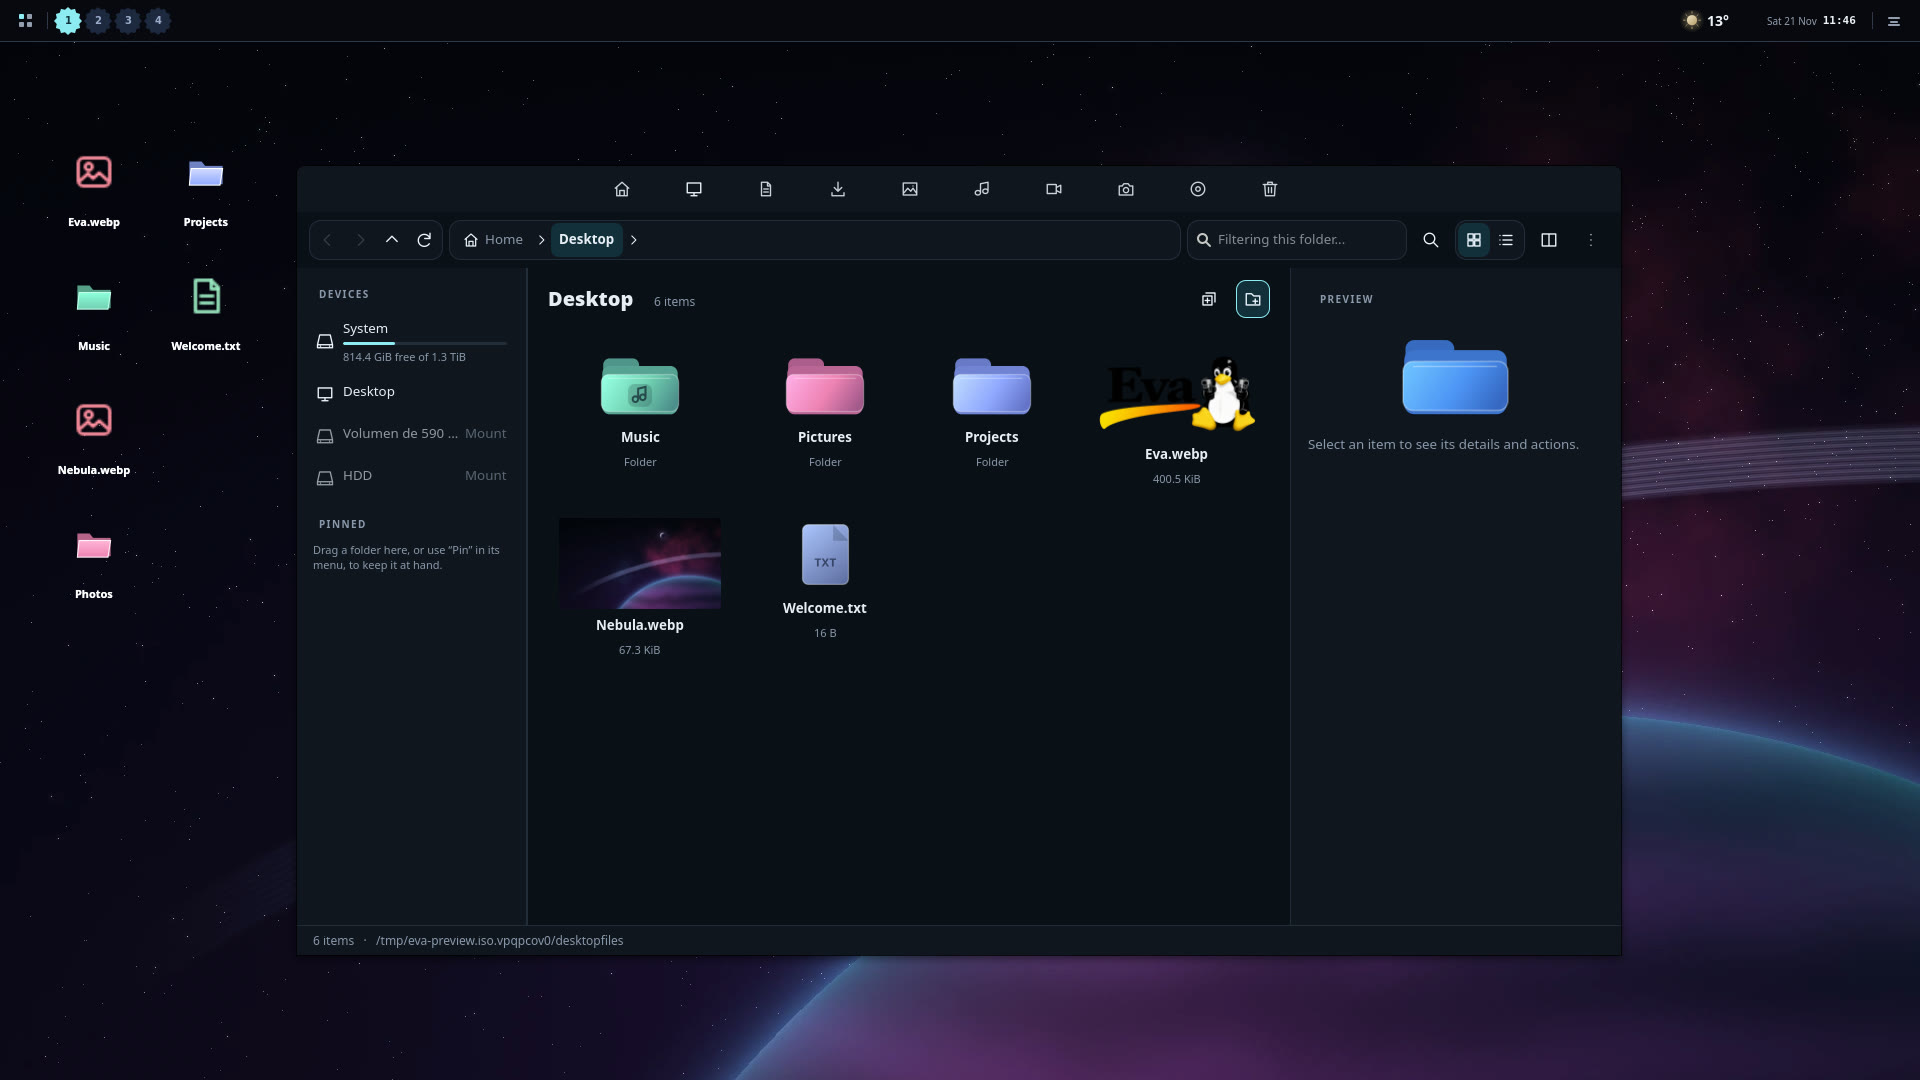 1 2 3 4
13°
Sat 21 Nov 11:46
Eva.webp
Projects
Music
Welcome.txt
Nebula.webp
Photos
Home
Desktop
Filtering this folder...
DEVICES
System
814.4 GiB free of 1.3 TiB
Desktop
Volumen de 590 ... Mount
HDD Mount
PINNED
Drag a folder here, or use “Pin” in its
menu, to keep it at hand.
Desktop 6 items
Music
Folder
Pictures
Folder
Projects
Folder
Eva
Eva.webp
400.5 KiB
Nebula.webp
67.3 KiB
TXT
Welcome.txt
16 B
PREVIEW
Select an item to see its details and actions.
6 items · /tmp/eva-preview.iso.vpqpcov0/desktopfiles